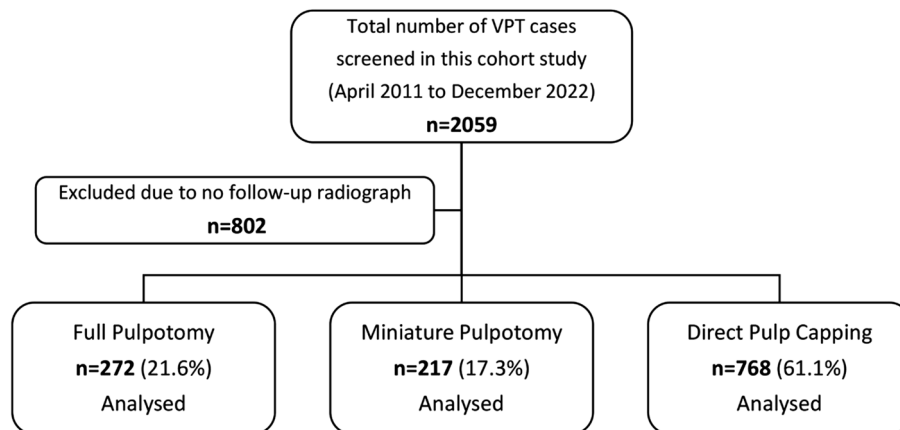 Total number of VPT cases
screened in this cohort study
(April 2011 to December 2022)
n=2059
Excluded due to no follow-up radiograph
n=802
Full Pulpotomy
n=272 (21.6%)
Analysed
Miniature Pulpotomy
n=217 (17.3%)
Analysed
Direct Pulp Capping
n=768 (61.1%)
Analysed